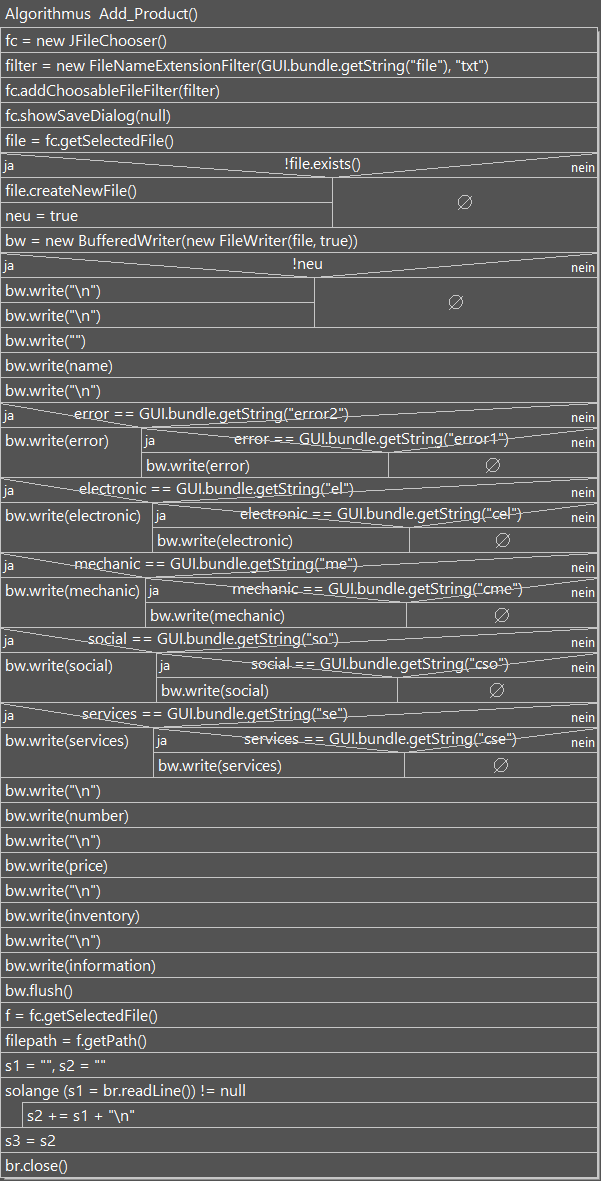 Algorithmus Add_Product()
fc = new JFileChooser()
filter = new FileNameExtensionFilter(GUI.bundle.getString("file"), "txt")
fc.addChoosableFileFilter(filter)
fc.showSaveDialog(null)
file = fc.getSelectedFile()
ja !file.exists() nein
file.createNewFile() ∅
neu = true
bw = new BufferedWriter(new FileWriter(file, true))
ja !neu nein
bw.write("\n") ∅
bw.write("\n")
bw.write("")
bw.write(name)
bw.write("\n")
ja error == GUI.bundle.getString("error2") nein
bw.write(error) ja error == GUI.bundle.getString("error1") nein
bw.write(error) ∅
ja electronic == GUI.bundle.getString("el") nein
bw.write(electronic) ja electronic == GUI.bundle.getString("cel") nein
bw.write(electronic) ∅
ja mechanic == GUI.bundle.getString("me") nein
bw.write(mechanic) ja mechanic == GUI.bundle.getString("cme") nein
bw.write(mechanic) ∅
ja social == GUI.bundle.getString("so") nein
bw.write(social) ja social == GUI.bundle.getString("cso") nein
bw.write(social) ∅
ja services == GUI.bundle.getString("se") nein
bw.write(services) ja services == GUI.bundle.getString("cse") nein
bw.write(services) ∅
bw.write("\n")
bw.write(number)
bw.write("\n")
bw.write(price)
bw.write("\n")
bw.write(inventory)
bw.write("\n")
bw.write(information)
bw.flush()
f = fc.getSelectedFile()
filepath = f.getPath()
s1 = "", s2 = ""
solange (s1 = br.readLine()) != null
s2 += s1 + "\n"
s3 = s2
br.close()